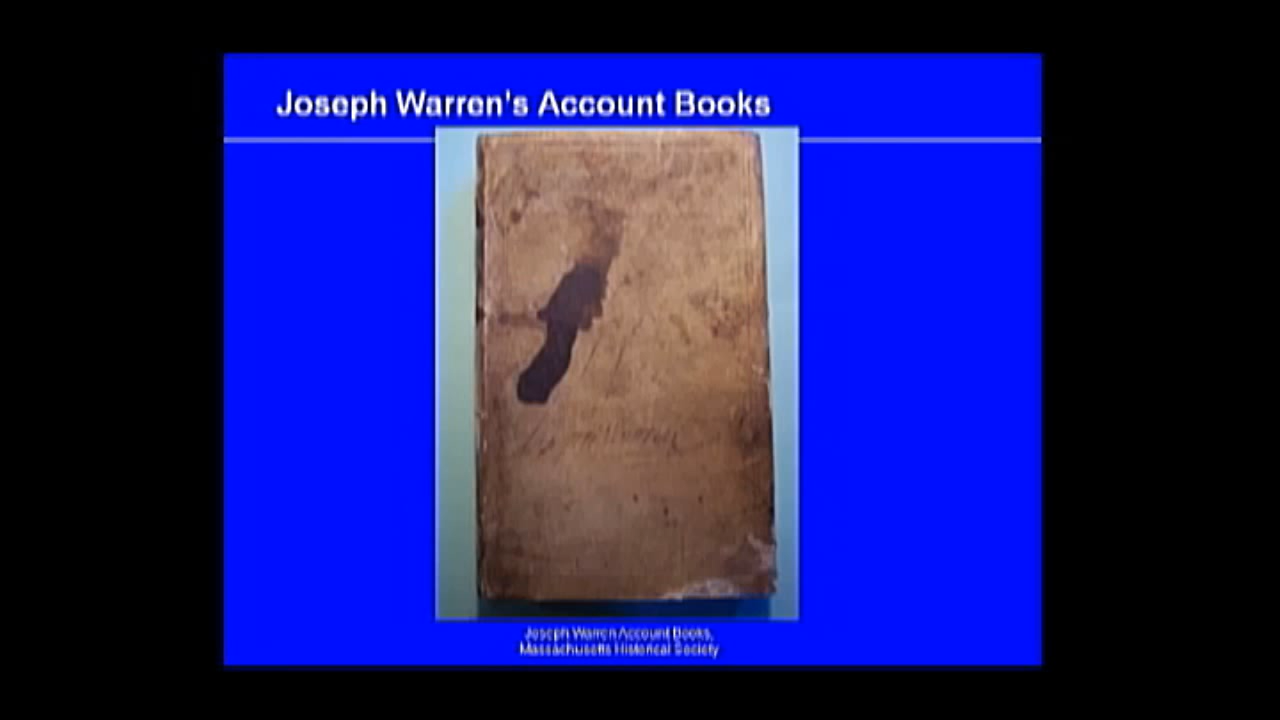 Joseph Warren's Account Books
Joseph Warren Account Books,
Massachusetts Historical Society